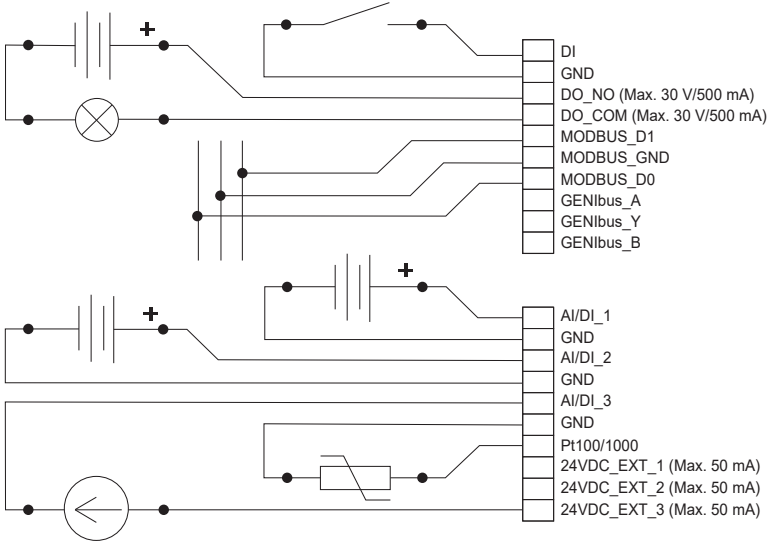 +
DI
GND
DO_NO (Max. 30 V/500 mA)
DO_COM (Max. 30 V/500 mA)
MODBUS_D1
MODBUS_GND
MODBUS_D0
GENIbus_A
GENIbus_Y
GENIbus_B
+
+
AI/DI_1
GND
AI/DI_2
GND
AI/DI_3
GND
Pt100/1000
24VDC_EXT_1 (Max. 50 mA)
24VDC_EXT_2 (Max. 50 mA)
24VDC_EXT_3 (Max. 50 mA)